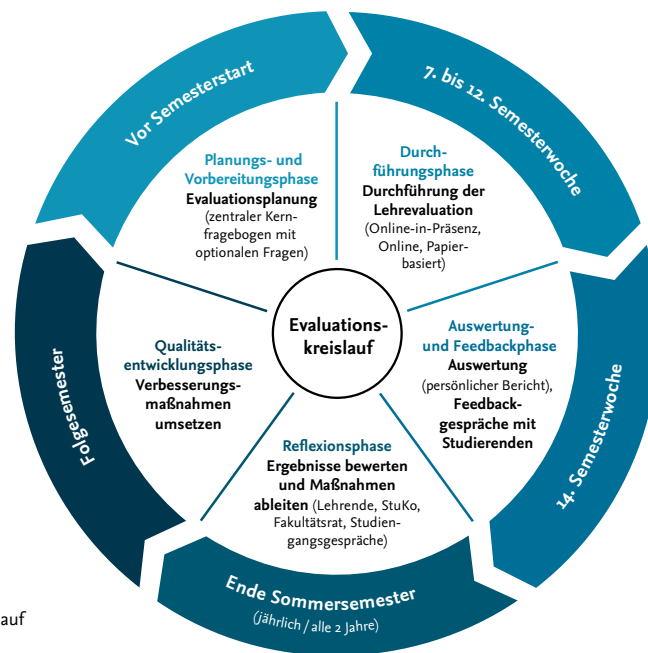 Vor Semesterstart
7. bis 12. Semesterwoche
Planungs- und
Vorbereitungsphase
Evaluationsplanung
(zentraler Kern-
fragebogen mit
optionalen Fragen)
Durch-
führungsphase
Durchführung der
Lehrevaluation
(Online-in-Präsenz,
Online, Papier-
basiert)
Evaluations-
kreislauf
Auswertung-
und Feedbackphase
Auswertung
(persönlicher Bericht),
Feedback-
gespräche mit
Studierenden
14. Semesterwoche
Qualitäts-
entwicklungsphase
Verbesserungs-
maßnahmen
umsetzen
Folgesemester
Reflexionsphase
Ergebnisse bewerten
und Maßnahmen
ableiten (Lehrende, StuKo,
Fakultätsrat, Studien-
gangsgespräche)
Ende Sommersemester
(jährlich / alle 2 Jahre)
auf